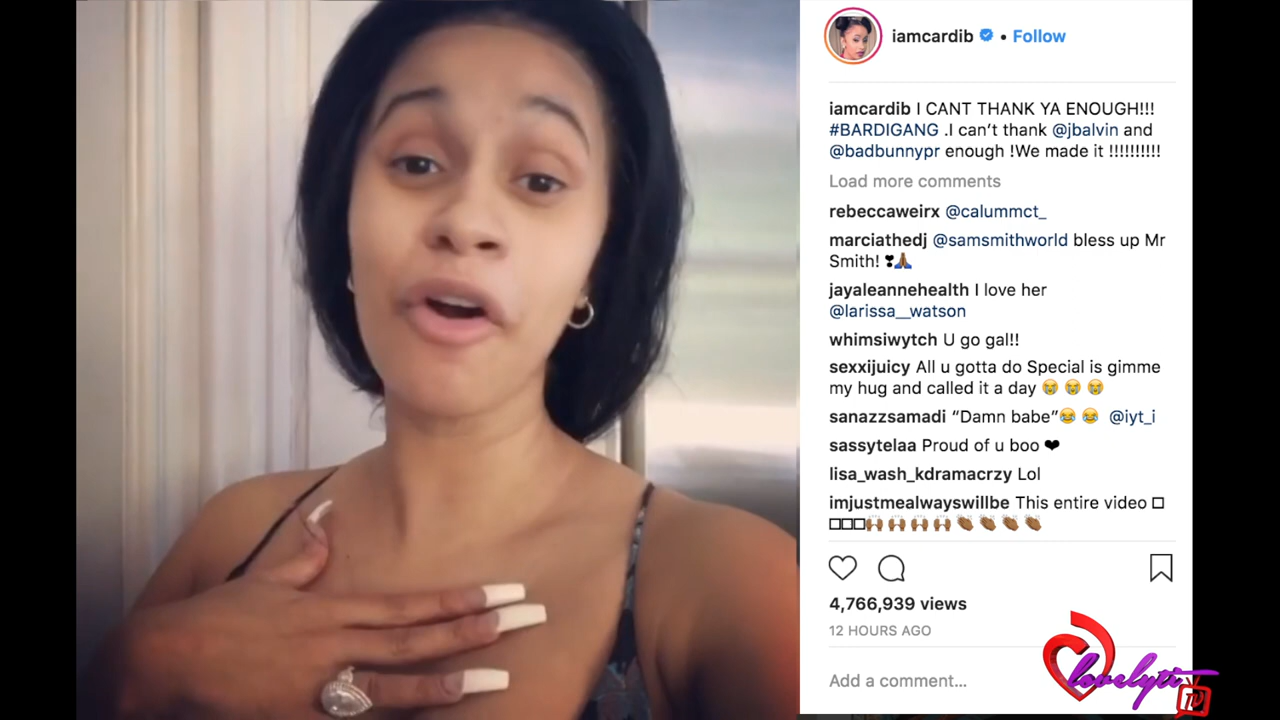 iamcardib • Follow
iamcardib I CANT THANK YA ENOUGH!!!
#BARDIGANG .I can’t thank @jbalvin and
@badbunnypr enough !We made it !!!!!!!!!!
Load more comments
rebeccaweirx @calummct_
marciathedj @samsmithworld bless up Mr
Smith! ❣🙏🏾
jayaleannehealth I love her
@larissa__watson
whimsiwytch U go gal!!
sexxijuicy All u gotta do Special is gimme
my hug and called it a day 😭 😭 😭
sanazzsamadi “Damn babe”😂 😂 @iyt_i
sassytelaa Proud of u boo ❤
lisa_wash_kdramacrzy Lol
imjustmealwayswillbe This entire video □
□□□🙌🏾 🙌🏾 🙌🏾 🙌🏾 👏🏾 👏🏾 👏🏾 👏🏾
4,766,939 views
12 HOURS AGO
Add a comment...
lovelyti
TV